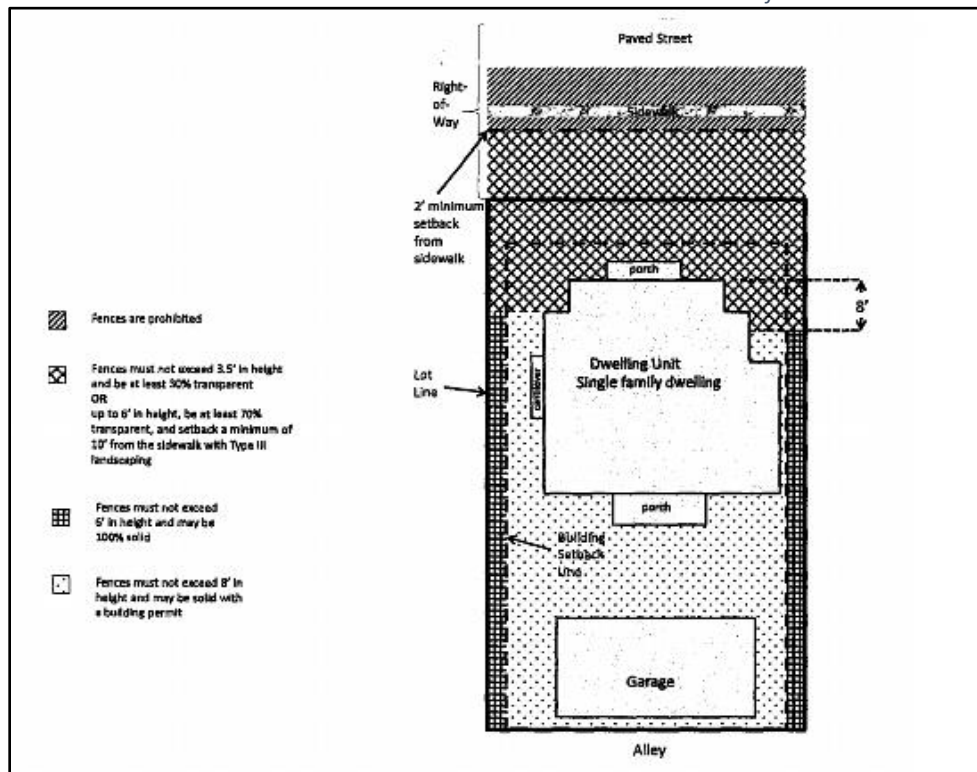 Paved Street
Right-
of-
Way
Sidewalk
2' minimum
setback
from
sidewalk
porch
8'
Fences are prohibited
Fences must not exceed 3.5' in height
and be at least 30% transparent
OR
up to 6' in height, be at least 70%
transparent, and setback a minimum of
10' from the sidewalk with Type III
landscaping
Dwelling Unit
Single family dwelling
Lot
Line
cantilever
Fences must not exceed
6' in height and may be
100% solid
porch
Building
Setback
Line
Fences must not exceed 8' in
height and may be solid with
a building permit
Garage
Alley